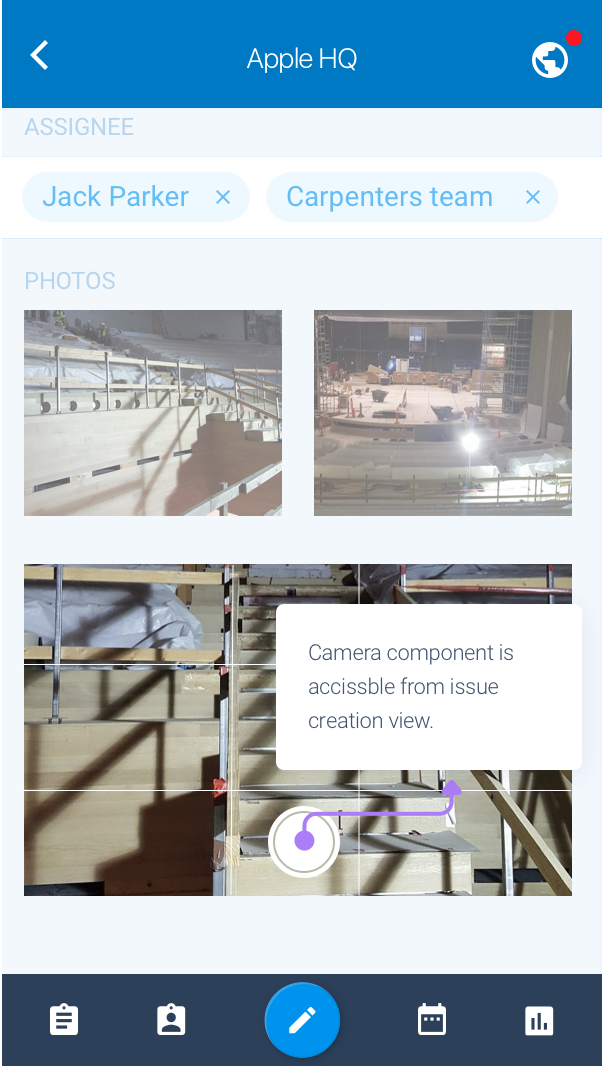 Apple HQ
ASSIGNEE
Jack Parker ×
Carpenters team ×
PHOTOS
Camera component is
accissble from issue
creation view.